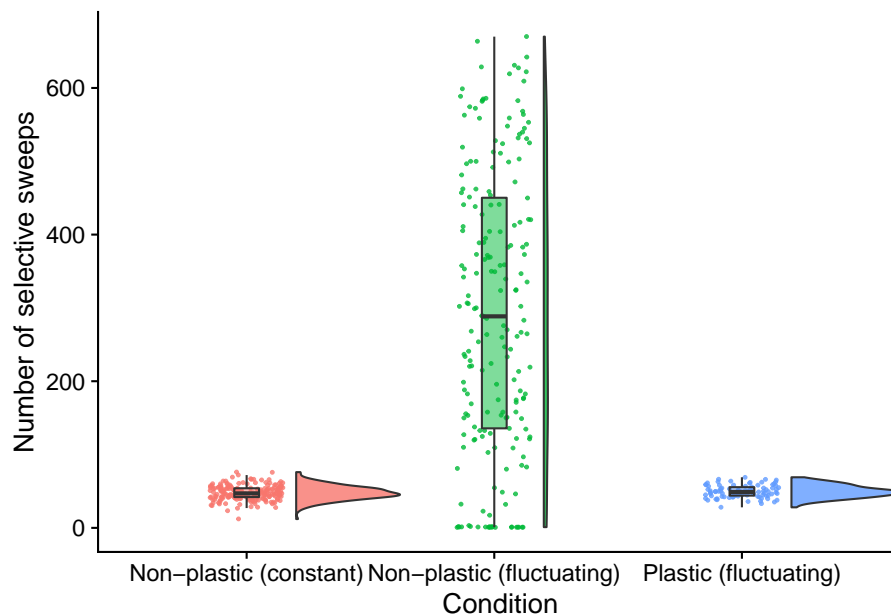 Number of selective sweeps
600
400
200
0
Non−plastic (constant) Non−plastic (fluctuating) Plastic (fluctuating)
Condition